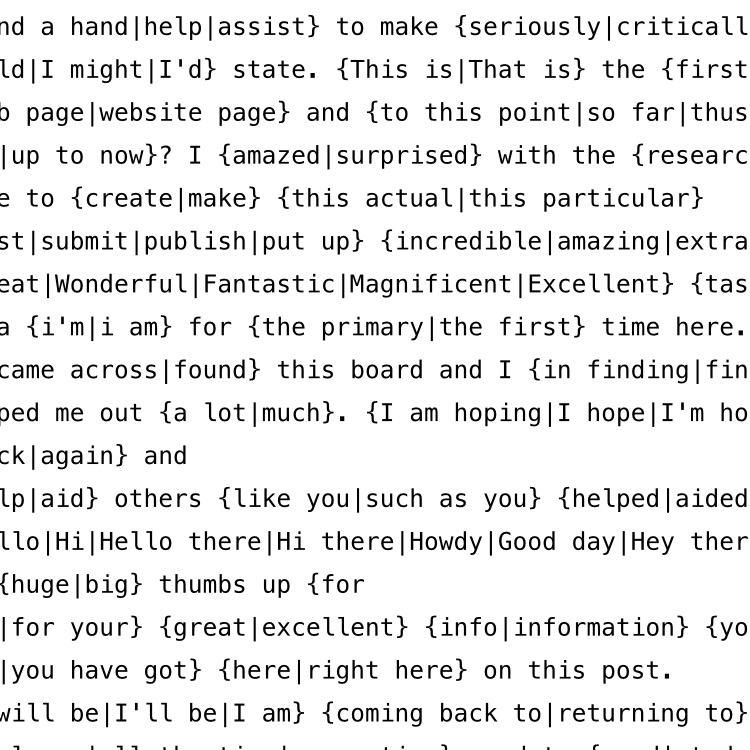 nd a hand|help|assist} to make {seriously|criticall
ld|I might|I'd} state. {This is|That is} the {first
b page|website page} and {to this point|so far|thus
|up to now}? I {amazed|surprised} with the {researc
e to {create|make} {this actual|this particular}
st|submit|publish|put up} {incredible|amazing|extra
eat|Wonderful|Fantastic|Magnificent|Excellent} {tas
a {i'm|i am} for {the primary|the first} time here.
came across|found} this board and I {in finding|fin
ped me out {a lot|much}. {I am hoping|I hope|I'm ho
ck|again} and
lp|aid} others {like you|such as you} {helped|aided
llo|Hi|Hello there|Hi there|Howdy|Good day|Hey ther
{huge|big} thumbs up {for
|for your} {great|excellent} {info|information} {yo
|you have got} {here|right here} on this post.
will be|I'll be|I am} {coming back to|returning to}